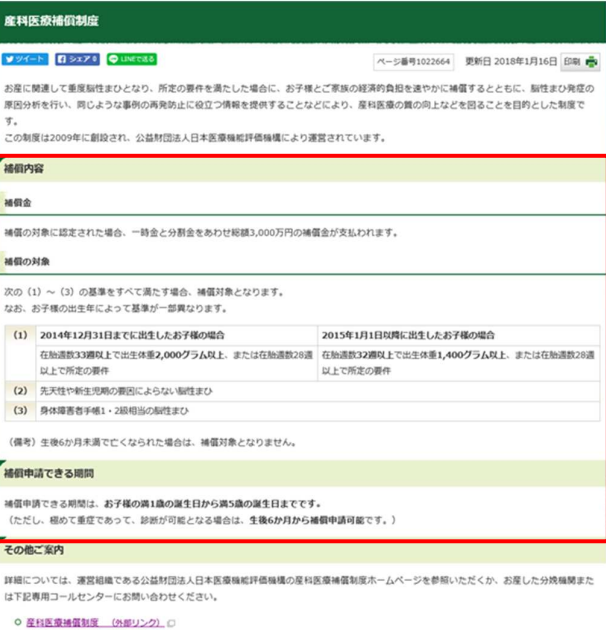 産科医療補償制度
ツイート
シェア 0
LINEで送る
ページ番号1022664
更新日 2018年1月16日
印刷
お産に関連して重度脳性まひとなり、所定の要件を満たした場合に、お子様とご家族の経済的負担を速やかに補償するとともに、脳性まひ発症の
原因分析を行い、同じような事例の再発防止に役立つ情報を提供することなどにより、産科医療の質の向上などを図ることを目的とした制度で
す。
この制度は2009年に創設され、公益財団法人日本医療機能評価機構により運営されています。
補償内容
補償金
補償の対象に認定された場合、一時金と分割金をあわせ総額3,000万円の補償金が支払われます。
補償の対象
次の（1）～（3）の基準をすべて満たす場合、補償対象となります。
なお、お子様の出生年によって基準が一部異なります。
（1） 2014年12月31日までに出生したお子様の場合
2015年1月1日以降に出生したお子様の場合
在胎週数33週以上で出生体重2,000グラム以上、または在胎週数28週
以上で所定の要件
在胎週数32週以上で出生体重1,400グラム以上、または在胎週数28週
以上で所定の要件
（2） 先天性や新生児期の要因によらない脳性まひ
（3） 身体障害者手帳1・2級相当の脳性まひ
（備考）生後6か月未満で亡くなられた場合は、補償対象となりません。
補償申請できる期間
補償申請できる期間は、お子様の満1歳の誕生日から満5歳の誕生日までです。
（ただし、極めて重症であって、診断が可能となる場合は、生後6か月から補償申請可能です。）
その他ご案内
詳細については、運営組織である公益財団法人日本医療機能評価機構の産科医療補償制度ホームページを参照いただくか、お産した分娩機関また
は下記専用コールセンターにお問い合わせください。
産科医療補償制度 （外部リンク）